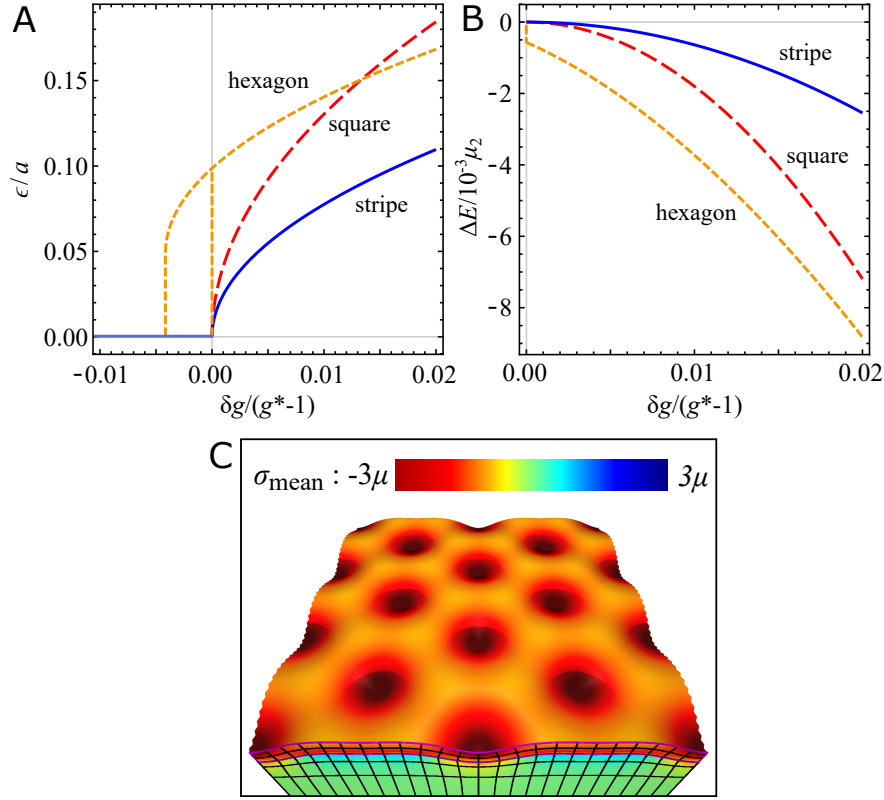 A
ϵ/a
0.15
0.10
0.05
0.00
hexagon
square
stripe
-0.01 0.00 0.01 0.02
δg/(g*-1)
B
ΔE/10⁻³μ₂
0
-2
-4
-6
-8
stripe
square
hexagon
0.00 0.01 0.02
δg/(g*-1)
C
σmean : -3μ 3μ